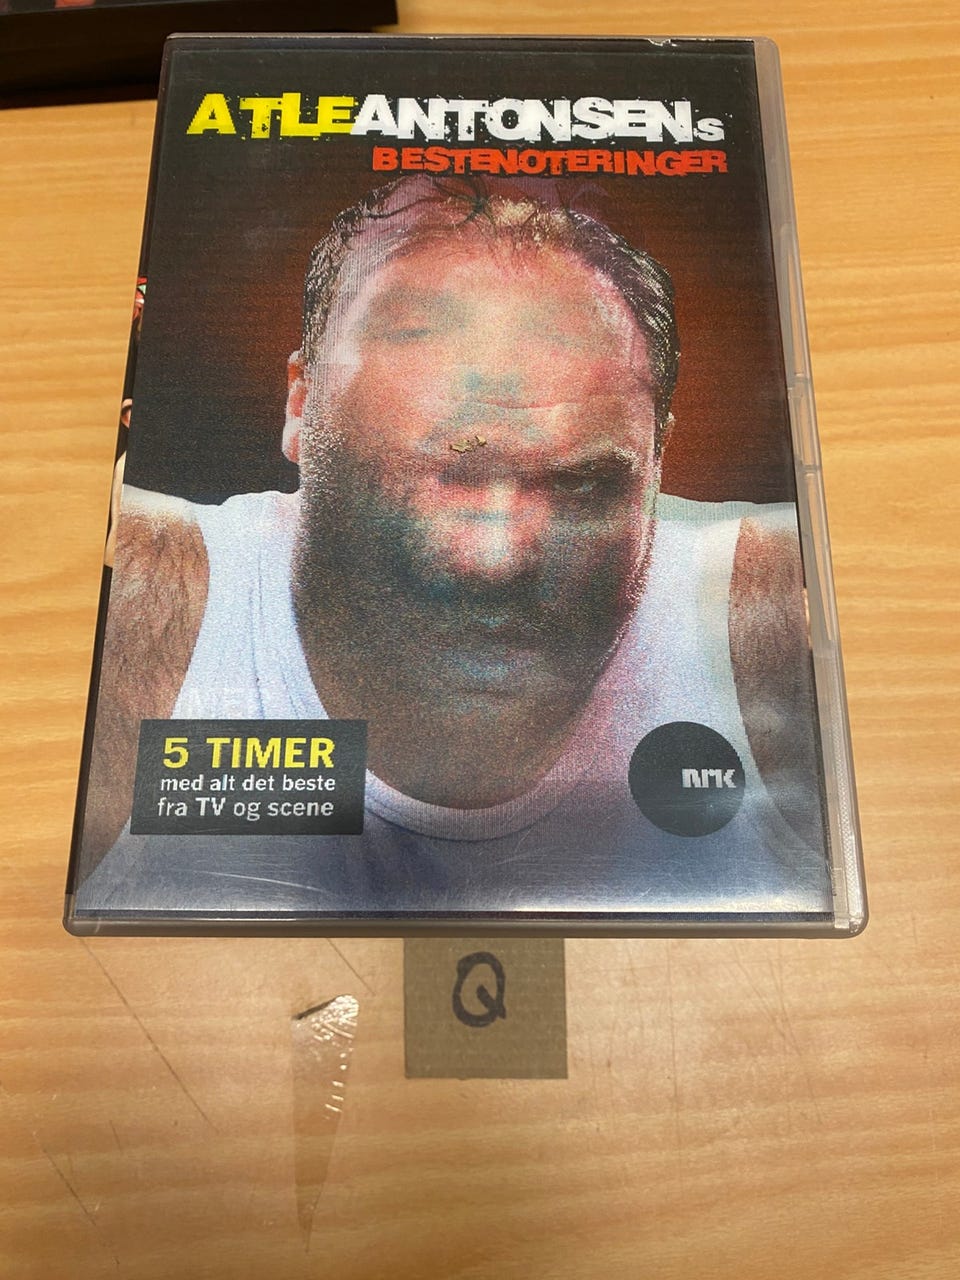 ATLEANTONSENs
BESTENOTERINGER
5 TIMER
med alt det beste
fra TV og scene
NRK
Q